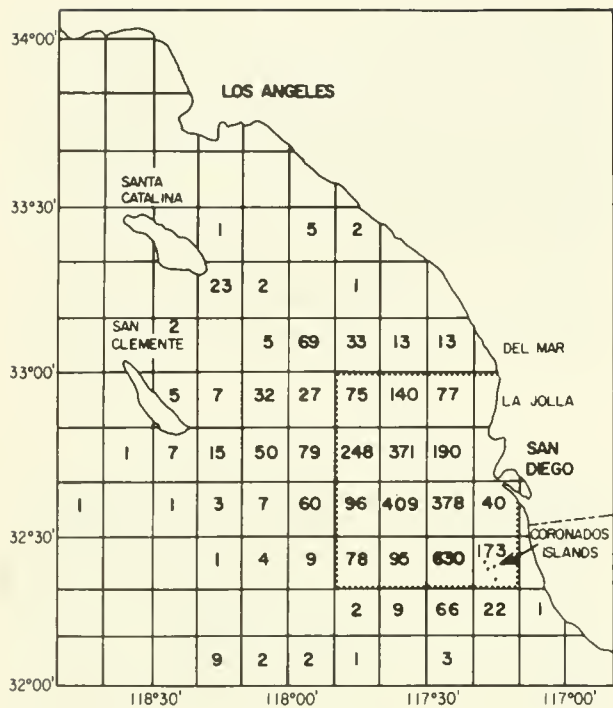 34°00'
LOS ANGELES
SANTA
CATALINA
33°30'
1 5 2
23 2 1
SAN
CLEMENTE
2
5 69 33 13 13
DEL MAR
33°00'
5 7 32 27 75 140 77
LA JOLLA
1 7 15 50 79 248 371 190
SAN
DIEGO
1 1 3 7 60 96 409 378 40
32°30'
CORONADOS
ISLANDS
1 4 9 78 95 630 173
2 9 66 22 1
9 2 2 1 3
32°00'
118°30' 118°00' 117°30' 117°00'